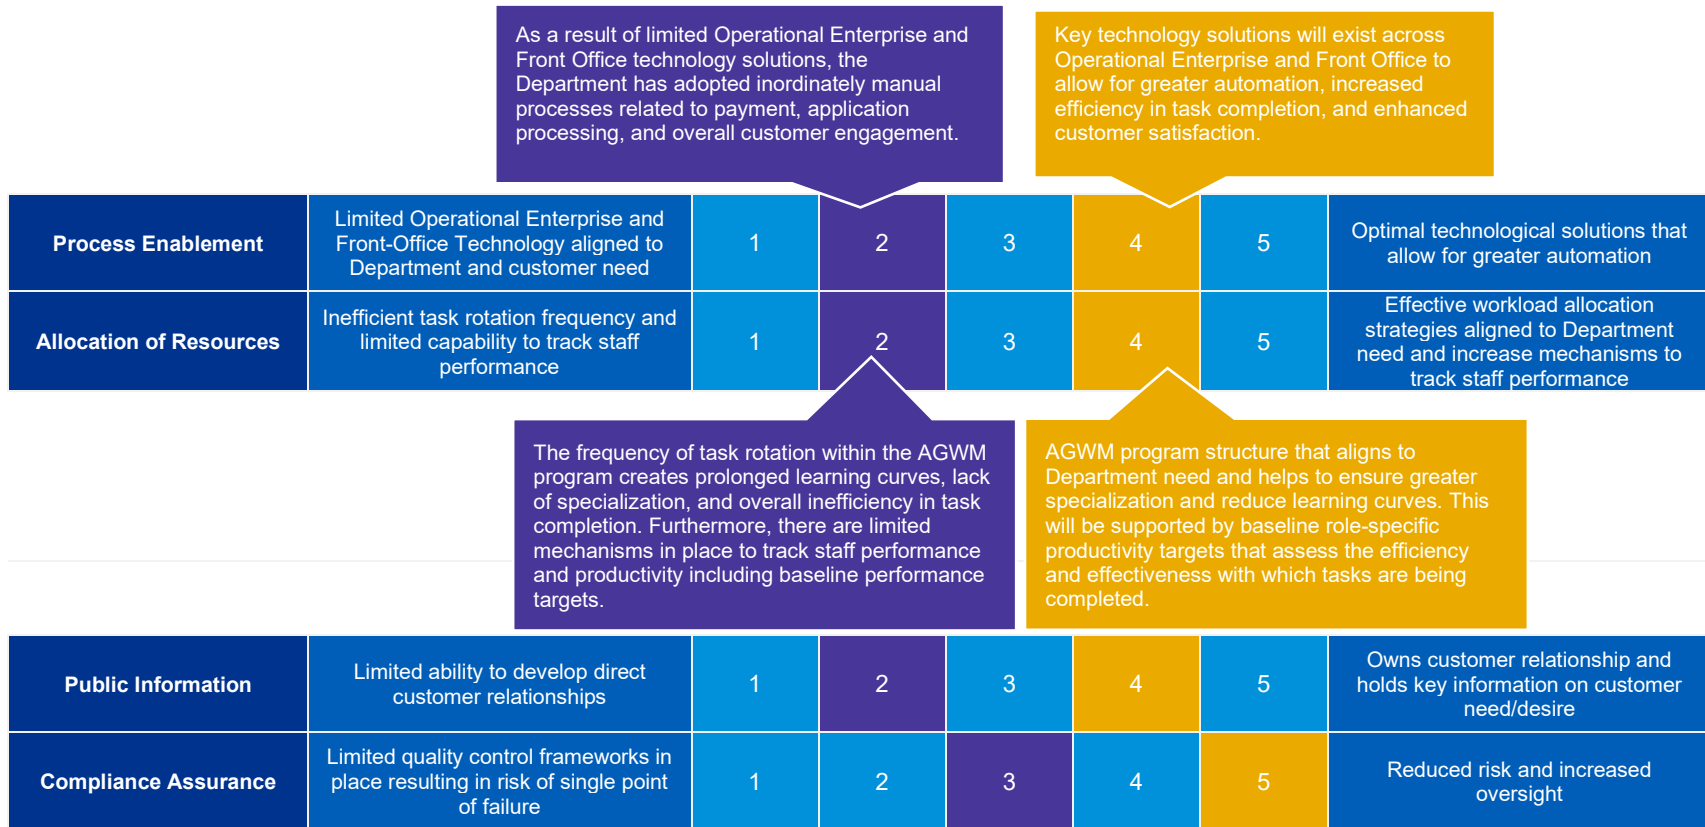 As a result of limited Operational Enterprise and
Front Office technology solutions, the
Department has adopted inordinately manual
processes related to payment, application
processing, and overall customer engagement.
Key technology solutions will exist across
Operational Enterprise and Front Office to
allow for greater automation, increased
efficiency in task completion, and enhanced
customer satisfaction.
Process Enablement
Limited Operational Enterprise and
Front-Office Technology aligned to
Department and customer need
1
2
3
4
5
Optimal technological solutions that
allow for greater automation
Allocation of Resources
Inefficient task rotation frequency and
limited capability to track staff
performance
1
2
3
4
5
Effective workload allocation
strategies aligned to Department
need and increase mechanisms to
track staff performance
The frequency of task rotation within the AGWM
program creates prolonged learning curves, lack
of specialization, and overall inefficiency in task
completion. Furthermore, there are limited
mechanisms in place to track staff performance
and productivity including baseline performance
targets.
AGWM program structure that aligns to
Department need and helps to ensure greater
specialization and reduce learning curves. This
will be supported by baseline role-specific
productivity targets that assess the efficiency
and effectiveness with which tasks are being
completed.
Public Information
Limited ability to develop direct
customer relationships
1
2
3
4
5
Owns customer relationship and
holds key information on customer
need/desire
Compliance Assurance
Limited quality control frameworks in
place resulting in risk of single point
of failure
1
2
3
4
5
Reduced risk and increased
oversight